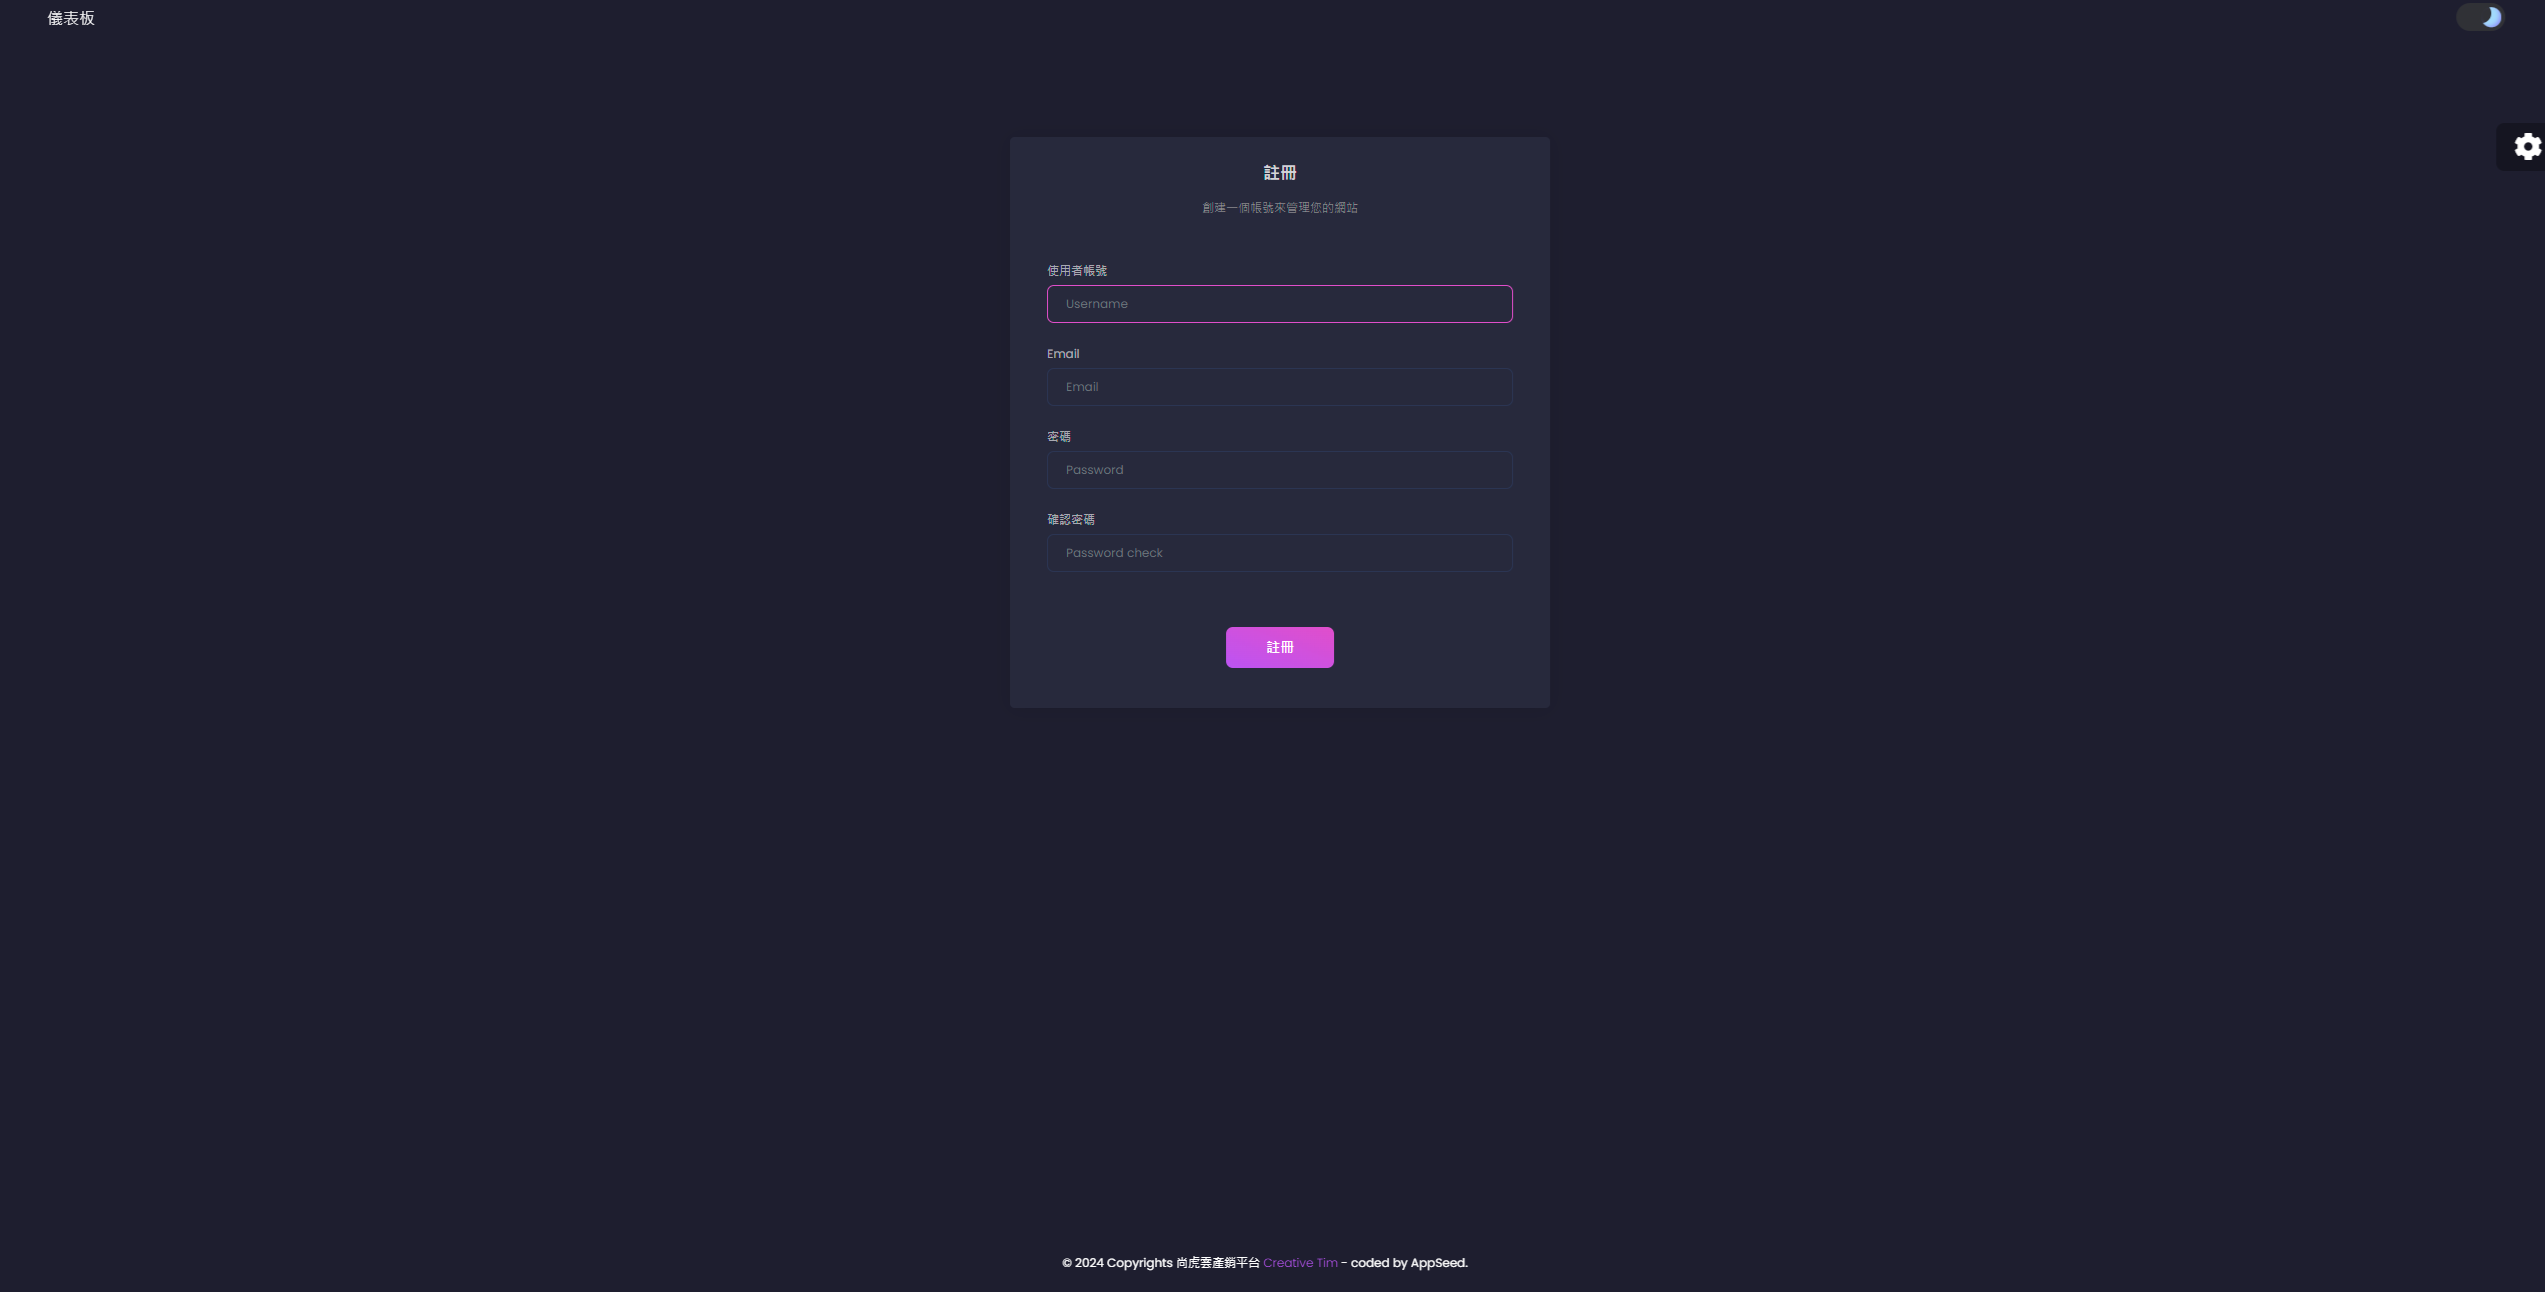 儀表板
註冊
創建一個帳號來管理您的網站
使用者帳號
Username
Email
Email
密碼
Password
確認密碼
Password check
註冊
© 2024 Copyrights 尚虎雲產銷平台 Creative Tim - coded by AppSeed.